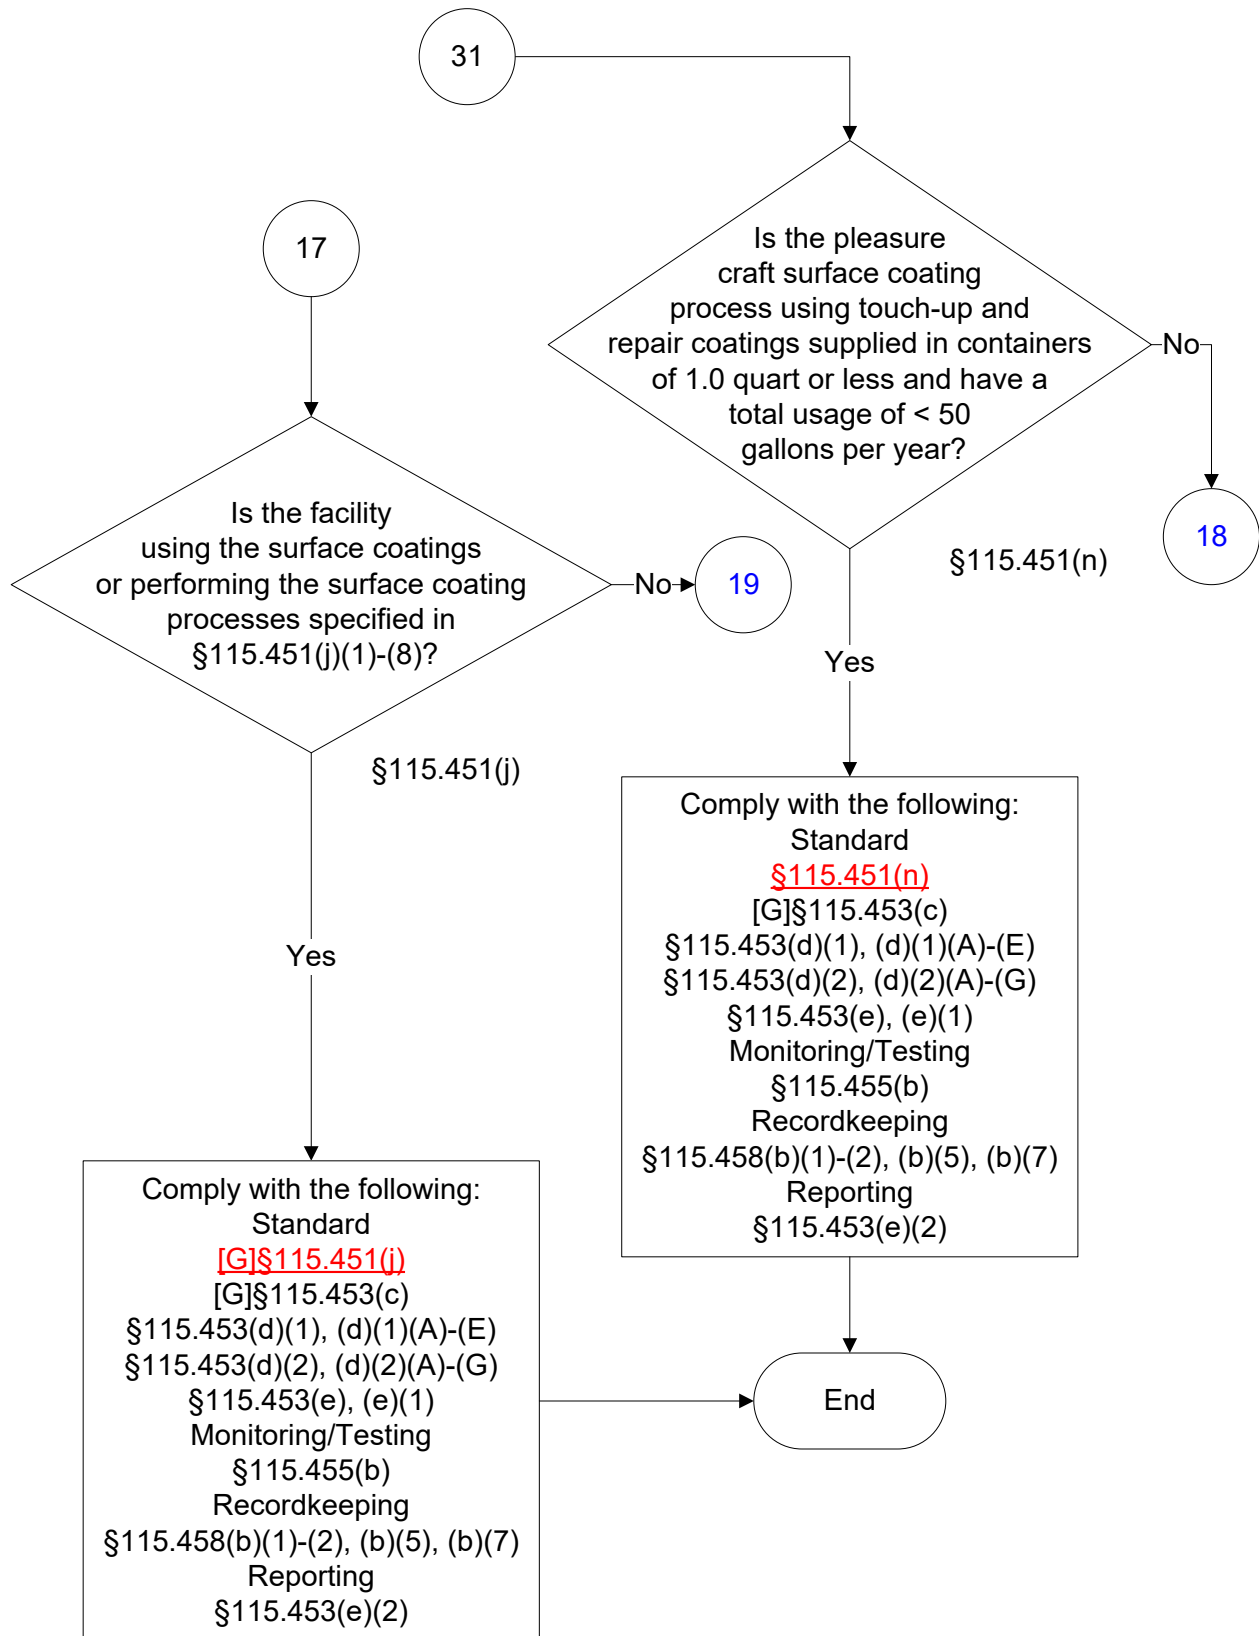 31
17
Is the pleasure
craft surface coating
process using touch-up and
repair coatings supplied in containers
of 1.0 quart or less and have a
total usage of < 50
gallons per year?
No
18
§115.451(n)
Yes
Is the facility
using the surface coatings
or performing the surface coating
processes specified in
§115.451(j)(1)-(8)?
No
19
§115.451(j)
Yes
Comply with the following:
Standard
§115.451(n)
[G]§115.453(c)
§115.453(d)(1), (d)(1)(A)-(E)
§115.453(d)(2), (d)(2)(A)-(G)
§115.453(e), (e)(1)
Monitoring/Testing
§115.455(b)
Recordkeeping
§115.458(b)(1)-(2), (b)(5), (b)(7)
Reporting
§115.453(e)(2)
Comply with the following:
Standard
[G]§115.451(j)
[G]§115.453(c)
§115.453(d)(1), (d)(1)(A)-(E)
§115.453(d)(2), (d)(2)(A)-(G)
§115.453(e), (e)(1)
Monitoring/Testing
§115.455(b)
Recordkeeping
§115.458(b)(1)-(2), (b)(5), (b)(7)
Reporting
§115.453(e)(2)
End